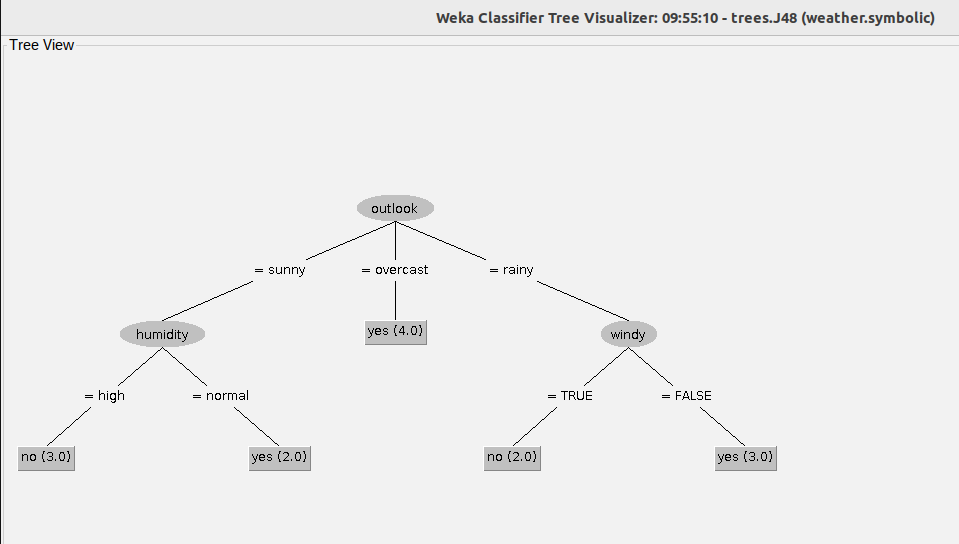 Weka Classifier Tree Visualizer: 09:55:10 - trees.J48 (weather.symbolic)
Tree View
outlook
= sunny
= overcast
= rainy
humidity
yes (4.0)
windy
= high
= normal
= TRUE
= FALSE
no (3.0)
yes (2.0)
no (2.0)
yes (3.0)